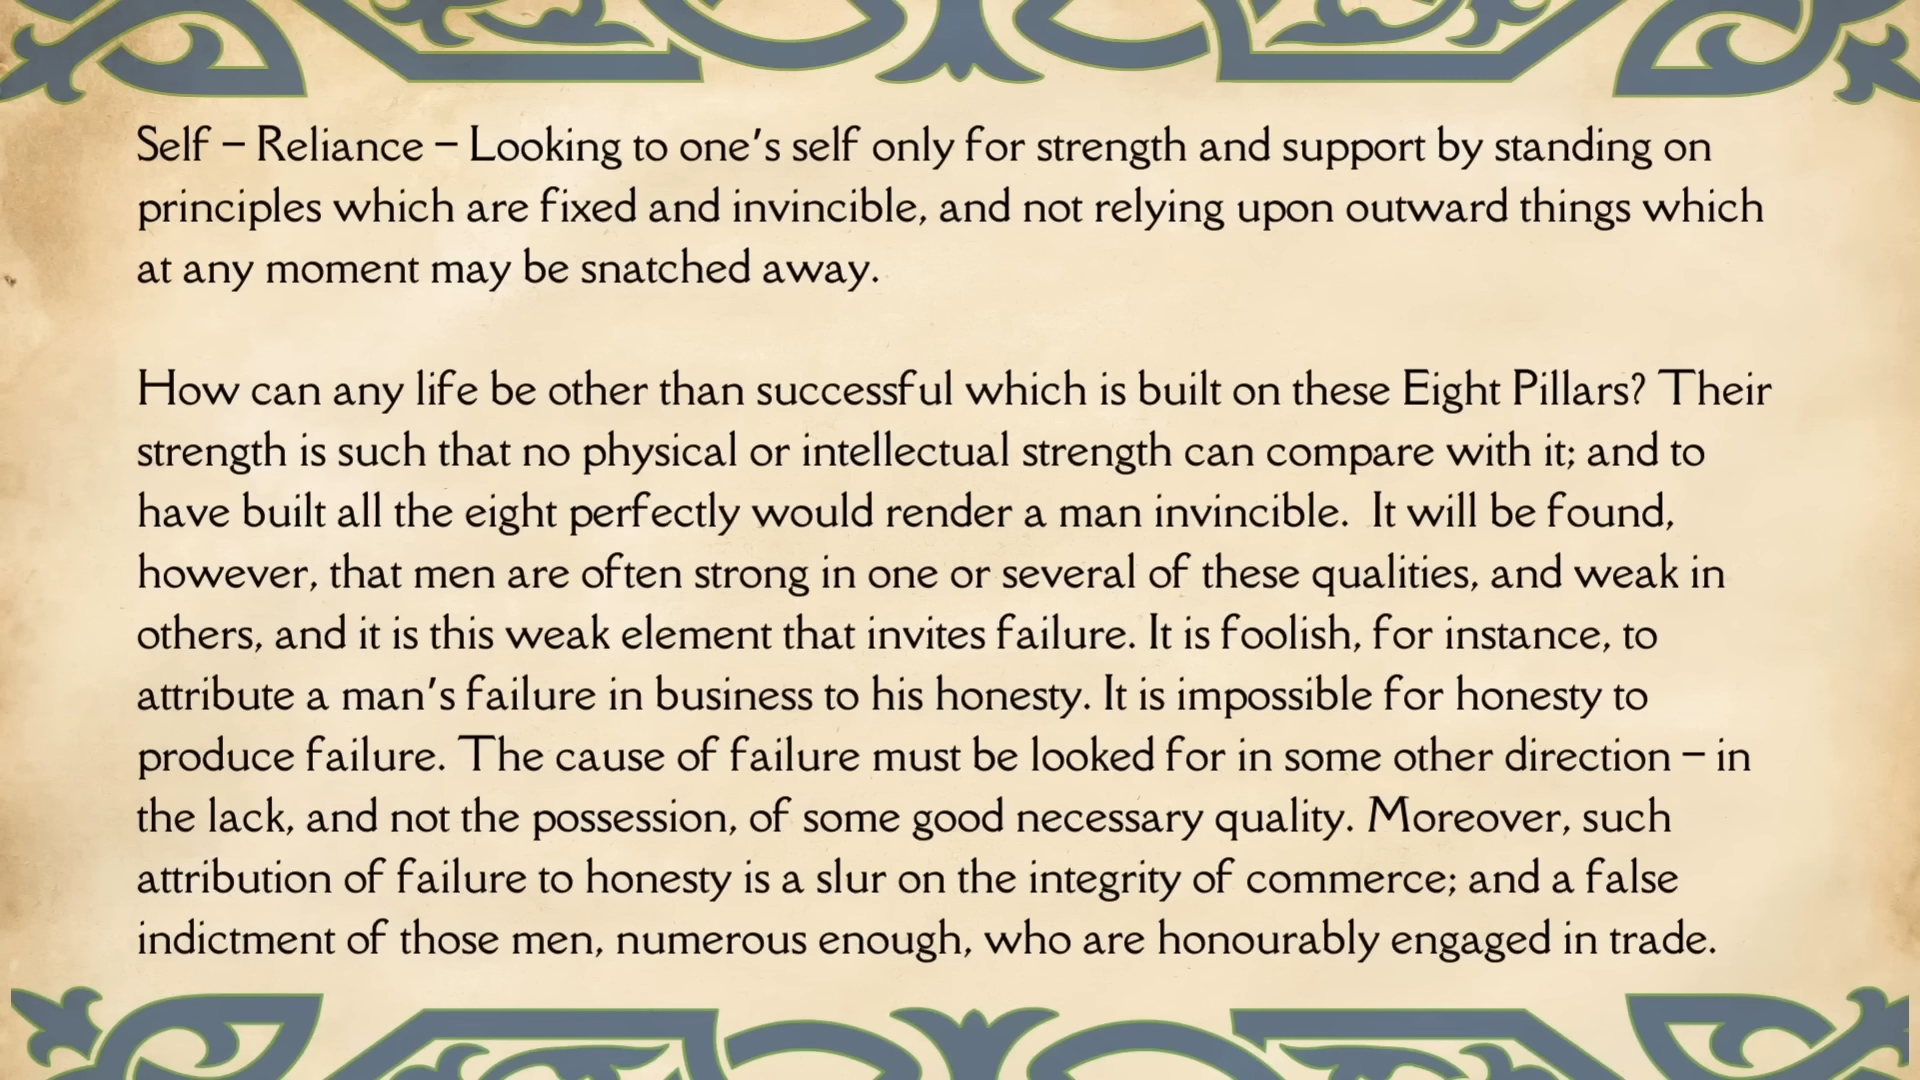 Self – Reliance – Looking to one's self only for strength and support by standing on
principles which are fixed and invincible, and not relying upon outward things which
at any moment may be snatched away.
How can any life be other than successful which is built on these Eight Pillars? Their
strength is such that no physical or intellectual strength can compare with it; and to
have built all the eight perfectly would render a man invincible.  It will be found,
however, that men are often strong in one or several of these qualities, and weak in
others, and it is this weak element that invites failure. It is foolish, for instance, to
attribute a man's failure in business to his honesty. It is impossible for honesty to
produce failure. The cause of failure must be looked for in some other direction – in
the lack, and not the possession, of some good necessary quality. Moreover, such
attribution of failure to honesty is a slur on the integrity of commerce; and a false
indictment of those men, numerous enough, who are honourably engaged in trade.